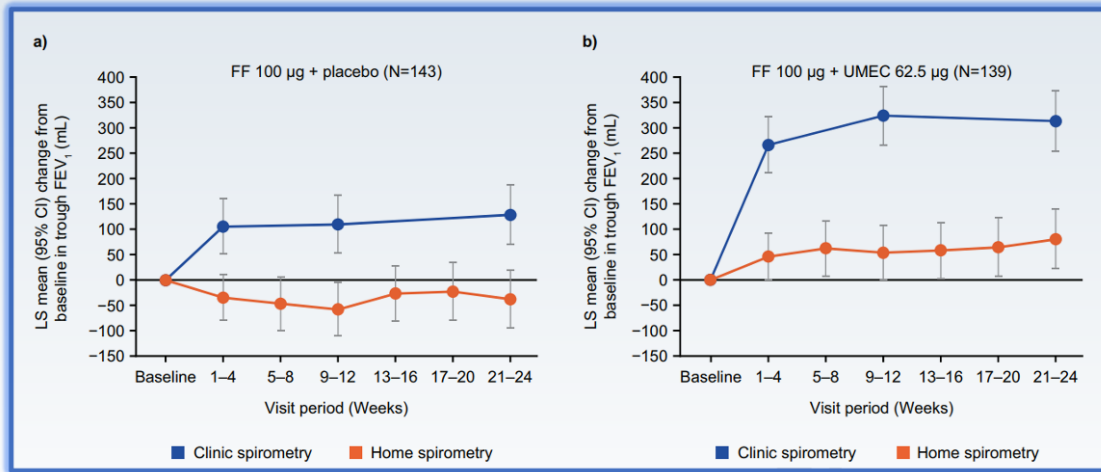 a)
FF 100 µg + placebo (N=143)
LS mean (95% CI) change from
baseline in trough FEV₁ (mL)
400
350
300
250
200
150
100
50
0
−50
−100
−150
Baseline 1–4 5–8 9–12 13–16 17–20 21–24
Visit period (Weeks)
Clinic spirometry Home spirometry
b)
FF 100 µg + UMEC 62.5 µg (N=139)
LS mean (95% CI) change from
baseline in trough FEV₁ (mL)
400
350
300
250
200
150
100
50
0
−50
−100
−150
Baseline 1–4 5–8 9–12 13–16 17–20 21–24
Visit period (Weeks)
Clinic spirometry Home spirometry